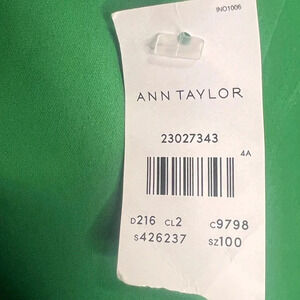 INO1006
ANN TAYLOR
23027343
4A
D216 CL2 C9798
S426237 SZ100